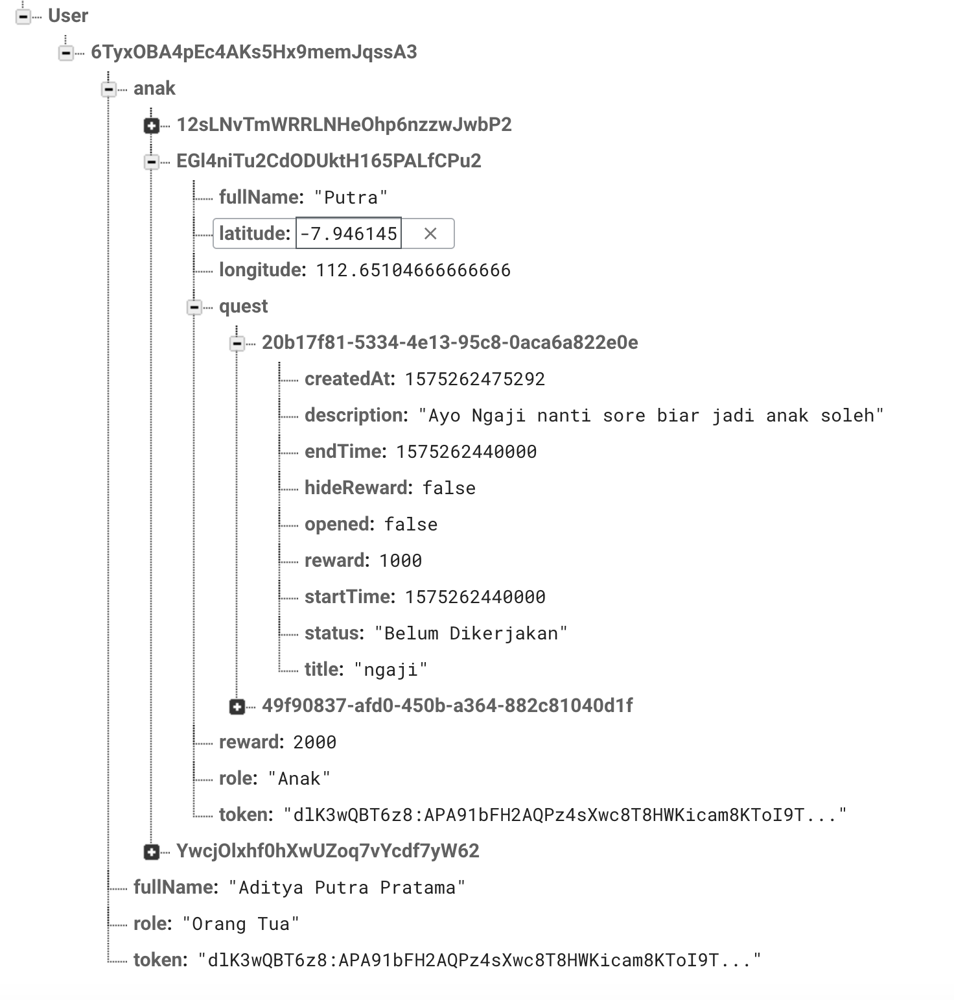 User
6TyxOBA4pEc4AKs5Hx9memJqssA3
anak
12sLNvTmWRRLNHeOhp6nzzwJwbP2
EGl4niTu2CdODUktH165PALfCPu2
fullName: "Putra"
latitude: -7.946145
longitude: 112.65104666666666
quest
20b17f81-5334-4e13-95c8-0aca6a822e0e
createdAt: 1575262475292
description: "Ayo Ngaji nanti sore biar jadi anak soleh"
endTime: 1575262440000
hideReward: false
opened: false
reward: 1000
startTime: 1575262440000
status: "Belum Dikerjakan"
title: "ngaji"
49f90837-afd0-450b-a364-882c81040d1f
reward: 2000
role: "Anak"
token: "dlK3wQBT6z8:APA91bFH2AQPz4sXwc8T8HWKicam8KToI9T..."
YwcjOlxhf0hXwUZoq7vYcdf7yW62
fullName: "Aditya Putra Pratama"
role: "Orang Tua"
token: "dlK3wQBT6z8:APA91bFH2AQPz4sXwc8T8HWKicam8KToI9T..."